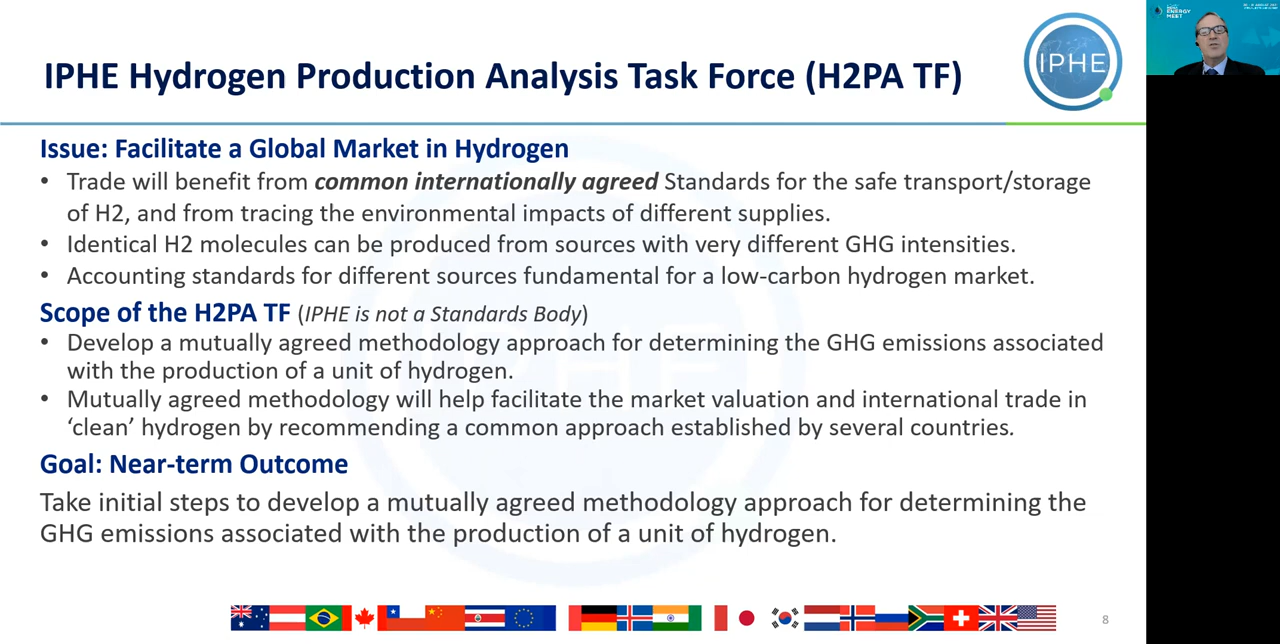 IPHE Hydrogen Production Analysis Task Force (H2PA TF)
IPHE
ENERGY
MEET
Issue: Facilitate a Global Market in Hydrogen
• Trade will benefit from common internationally agreed Standards for the safe transport/storage
of H2, and from tracing the environmental impacts of different supplies.
• Identical H2 molecules can be produced from sources with very different GHG intensities.
• Accounting standards for different sources fundamental for a low-carbon hydrogen market.
Scope of the H2PA TF (IPHE is not a Standards Body)
• Develop a mutually agreed methodology approach for determining the GHG emissions associated
with the production of a unit of hydrogen.
• Mutually agreed methodology will help facilitate the market valuation and international trade in
‘clean’ hydrogen by recommending a common approach established by several countries.
Goal: Near-term Outcome
Take initial steps to develop a mutually agreed methodology approach for determining the
GHG emissions associated with the production of a unit of hydrogen.
8